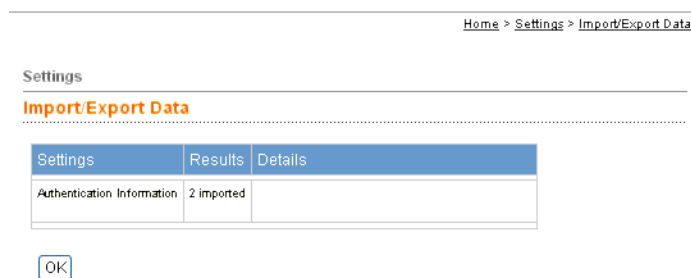 Home > Settings > Import/Export Data
Settings
Import/Export Data
Settings Results Details
Authentication Information 2 imported
OK